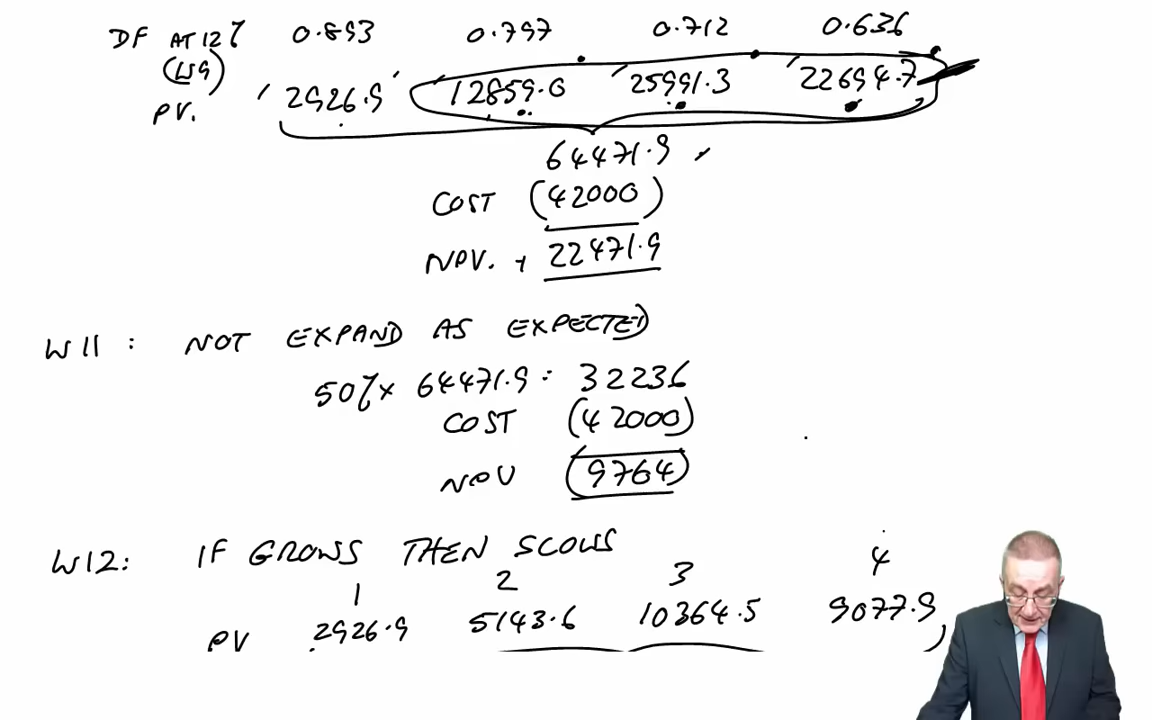 DF AT 12% 0.893 0.797 0.712 0.636
(W9)
PV. 2926.9 12859.0 25991.3 22694.7
64471.9
COST (42000)
NPV. + 22471.9
W11: NOT EXPAND AS EXPECTED
50% x 64471.9 = 32236
COST (42000)
NPV (9764)
W12: IF GROWS THEN SLOWS
1 2 3 4
PV 2926.9 5143.6 10364.5 9077.9